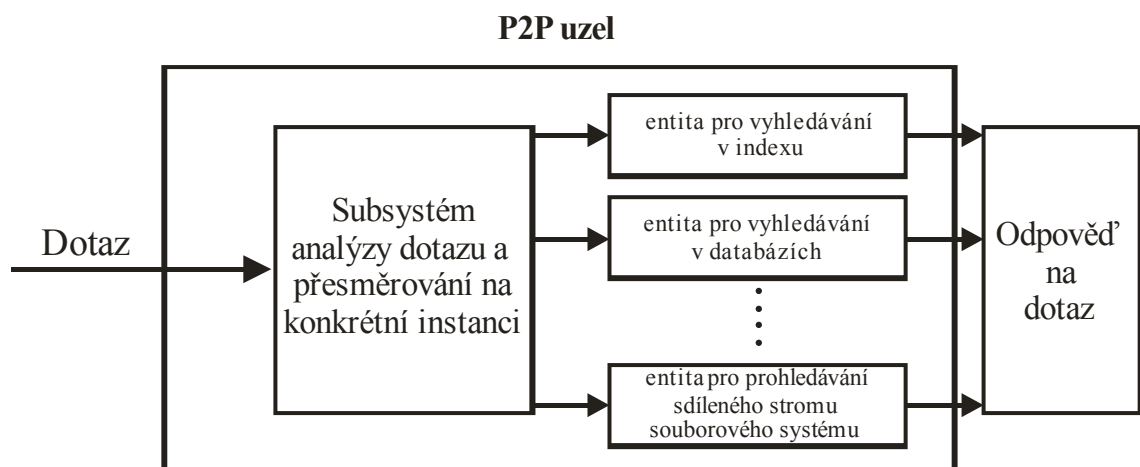 P2P uzel
Dotaz
Subsystém
analýzy dotazu a
přesměrování na
konkrétní instanci
entita pro vyhledávání
v indexu
entita pro vyhledávání
v databázích
entita pro prohledávání
sdíleného stromu
souborového systému
Odpověď
na
dotaz